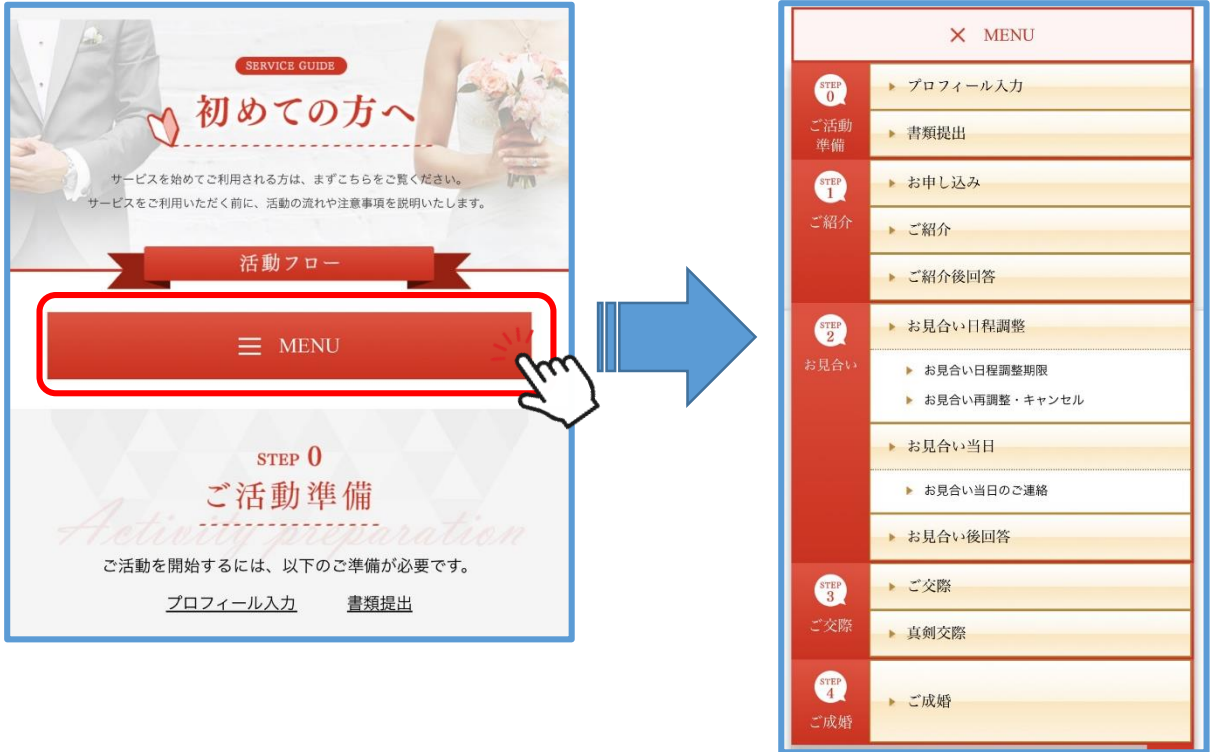 SERVICE GUIDE
初めての方へ
サービスを始めてご利用される方は、まずこちらをご覧ください。
サービスをご利用いただく前に、活動の流れや注意事項を説明いたします。
活動フロー
MENU
STEP 0
ご活動準備
Activity preparation
ご活動を開始するには、以下のご準備が必要です。
プロフィール入力 書類提出
× MENU
STEP
0
ご活動
準備
プロフィール入力
書類提出
STEP
1
ご紹介
お申し込み
ご紹介
ご紹介後回答
STEP
2
お見合い
お見合い日程調整
お見合い日程調整期限
お見合い再調整・キャンセル
お見合い当日
お見合い当日のご連絡
お見合い後回答
STEP
3
ご交際
ご交際
真剣交際
STEP
4
ご成婚
ご成婚